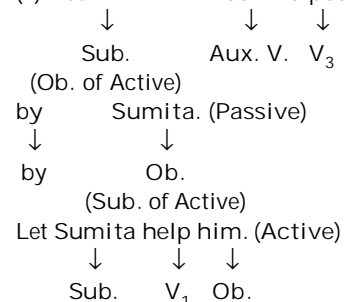 ↓ ↓ ↓
Sub. Aux. V. V₃
(Ob. of Active)
by Sumita. (Passive)
↓ ↓
by Ob.
(Sub. of Active)
Let Sumita help him. (Active)
↓ ↓ ↓
Sub. V₁ Ob.